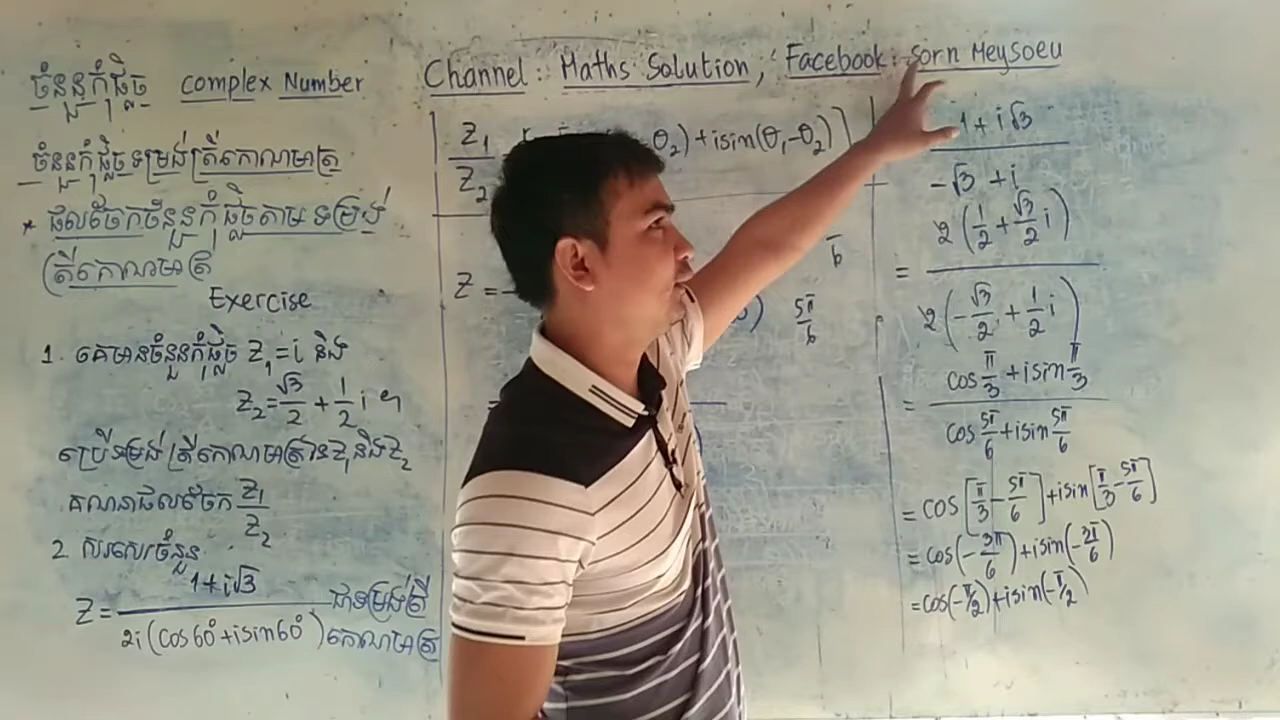 ចំនួនកុំផ្លិច complex Number
Channel : Maths Solution , Facebook : Sorn Meysoeu
ចំនួនកុំផ្លិចទម្រង់ត្រីកោណមាត្រ
* ផលចែកចំនួនកុំផ្លិចតាមទម្រង់
ត្រីកោណមាត្រ
Exercise
1. គេមានចំនួនកុំផ្លិច Z₁ = i និង
Z₂ = √3/2 + 1/2 i ។
ប្រើទម្រង់ត្រីកោណមាត្រនៃ Z₁ និង Z₂
គណនាផលចែក Z₁/Z₂
2. សរសេរចំនួន
Z = (1+i√3)/(2i(cos60°+isin60°)) ជាទម្រង់ត្រី
កោណមាត្រ
Z₁/Z₂
θ₂)+isin(θ₁-θ₂)]
Z =
5π/6
(1+i√3)/(-√3+i)
= 2(1/2+√3/2 i)/2(-√3/2+1/2 i)
= (cos π/3 + isin π/3)/(cos 5π/6 + isin 5π/6)
= cos[π/3 - 5π/6] + isin[π/3 - 5π/6]
= cos(-3π/6) + isin(-3π/6)
= cos(-π/2) + isin(-π/2)